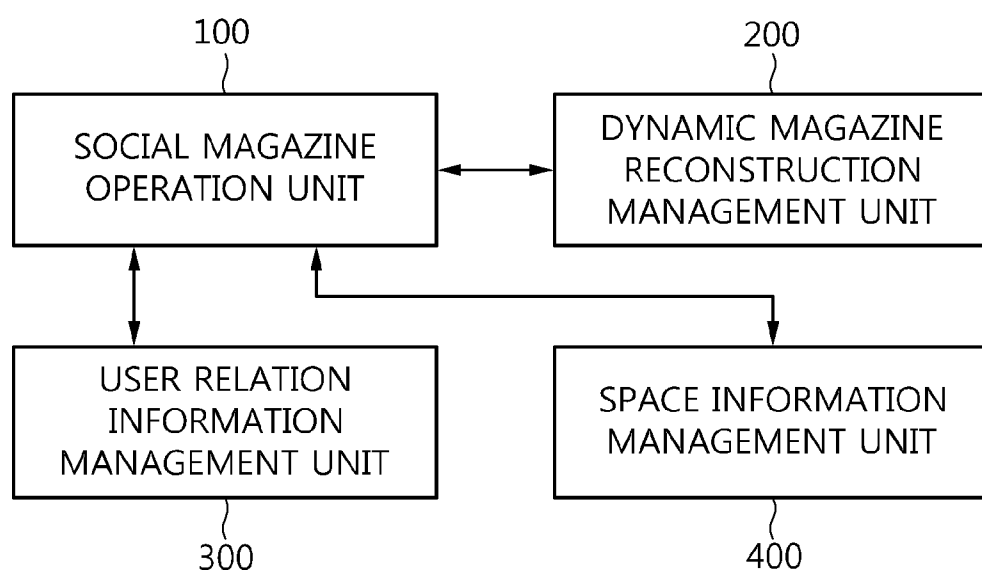 100
200
SOCIAL MAGAZINE
OPERATION UNIT
DYNAMIC MAGAZINE
RECONSTRUCTION
MANAGEMENT UNIT
USER RELATION
INFORMATION
MANAGEMENT UNIT
SPACE INFORMATION
MANAGEMENT UNIT
300
400